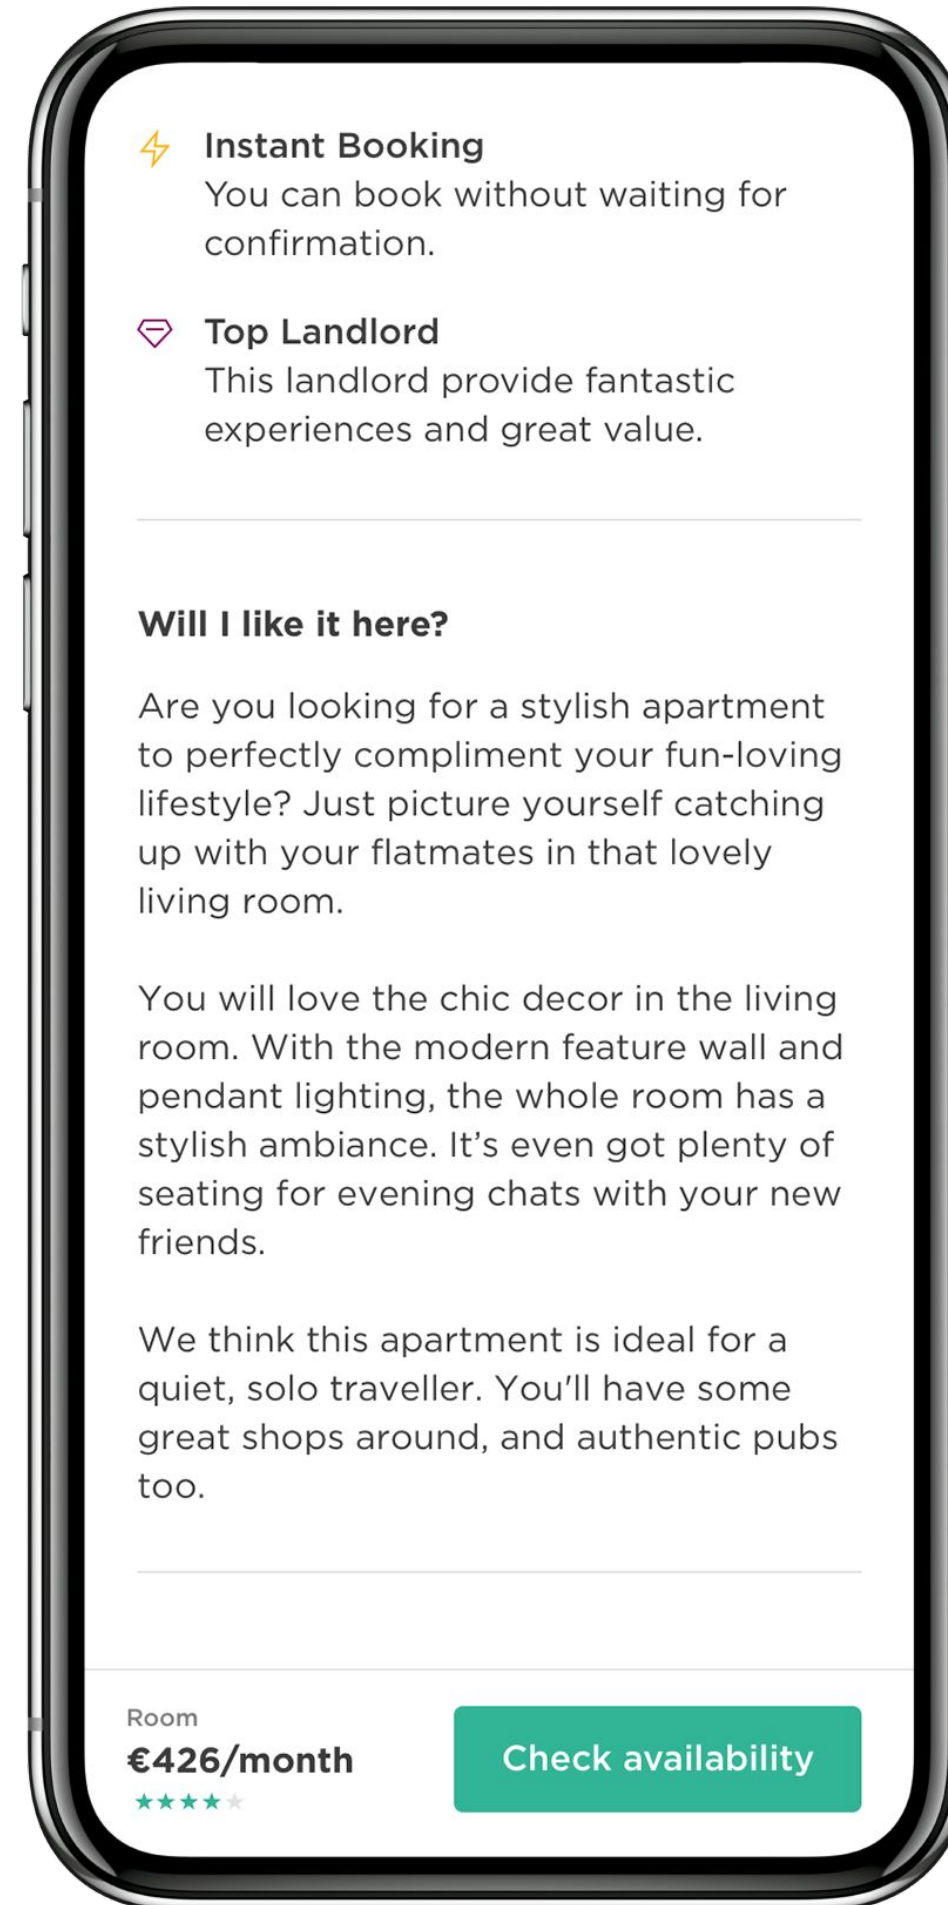 Instant Booking
You can book without waiting for
confirmation.
Top Landlord
This landlord provide fantastic
experiences and great value.
Will I like it here?
Are you looking for a stylish apartment
to perfectly compliment your fun-loving
lifestyle? Just picture yourself catching
up with your flatmates in that lovely
living room.
You will love the chic decor in the living
room. With the modern feature wall and
pendant lighting, the whole room has a
stylish ambiance. It’s even got plenty of
seating for evening chats with your new
friends.
We think this apartment is ideal for a
quiet, solo traveller. You'll have some
great shops around, and authentic pubs
too.
Room
€426/month
Check availability